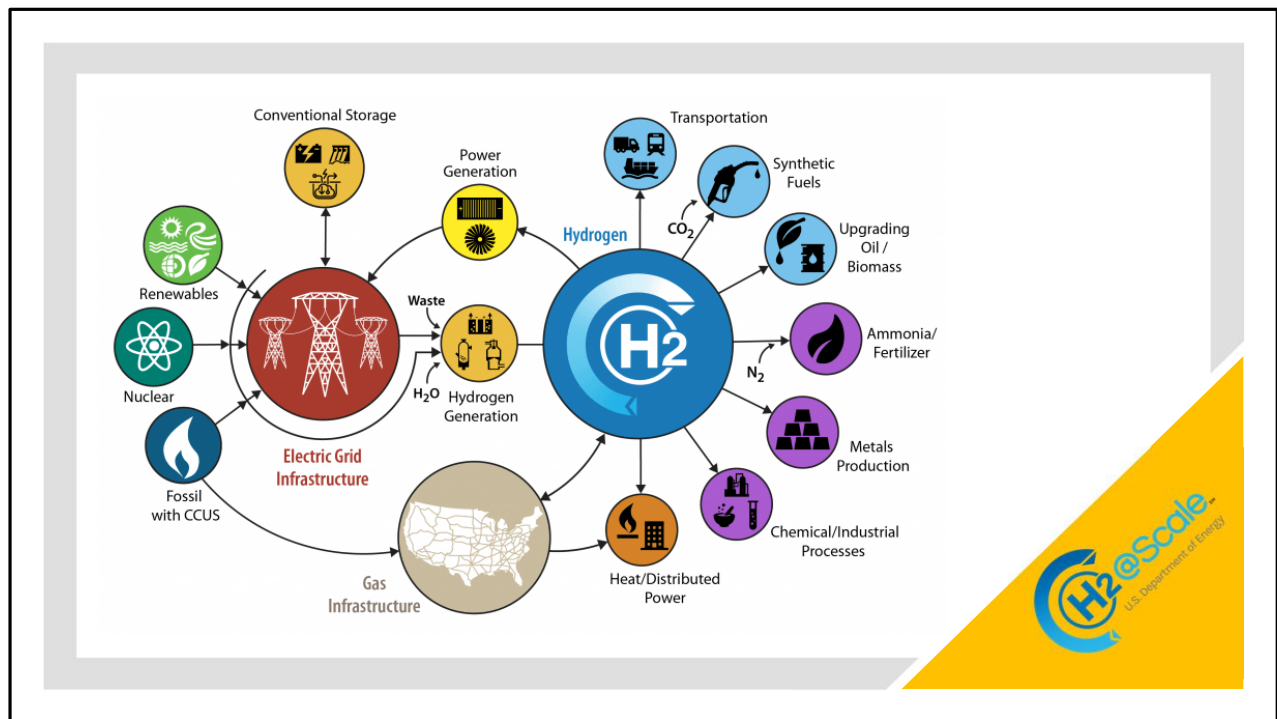 Conventional Storage
Power
Generation
Renewables
Nuclear
Fossil
with CCUS
Electric Grid
Infrastructure
Waste
H₂O
Hydrogen
Generation
Gas
Infrastructure
Hydrogen
H2
Transportation
CO₂
Synthetic
Fuels
Upgrading
Oil /
Biomass
N₂
Ammonia/
Fertilizer
Metals
Production
Chemical/Industrial
Processes
Heat/Distributed
Power
H2@Scale℠
U.S. Department of Energy